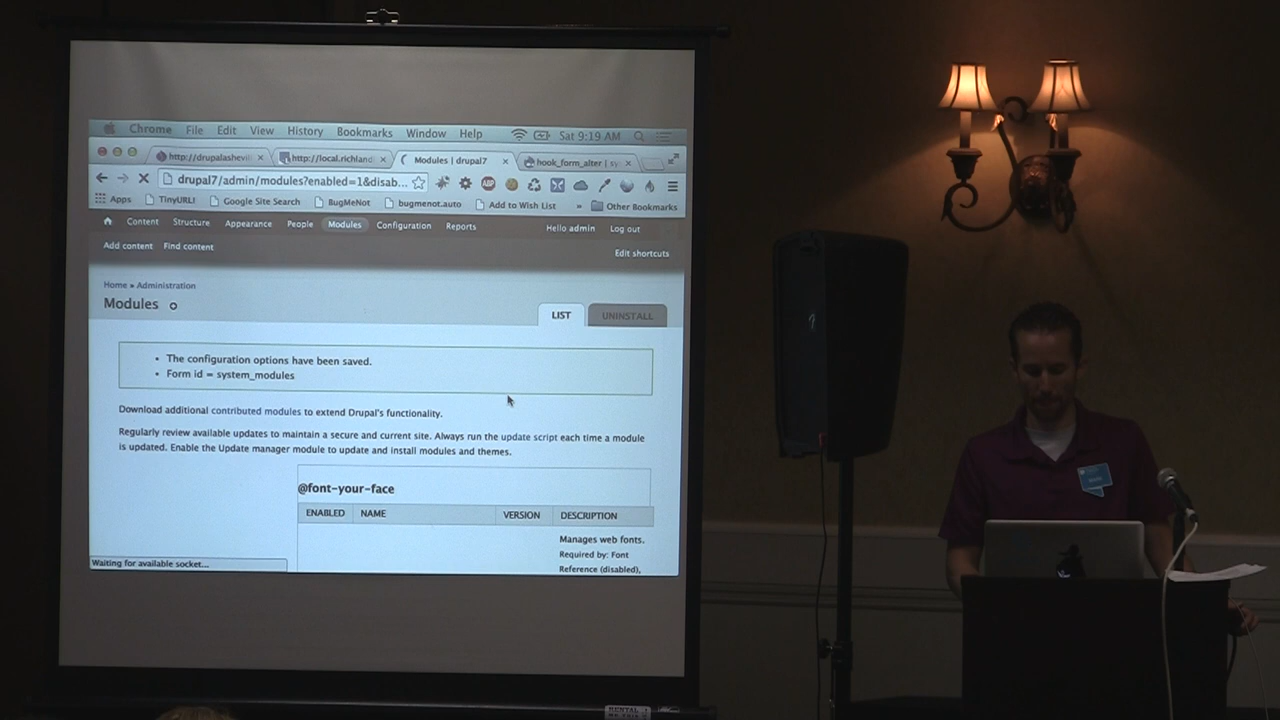 Chrome File Edit View History Bookmarks Window Help Sat 9:19 AM
http://drupalashevil http://local.richland Modules | drupal7 hook_form_alter | sy
drupal7/admin/modules?enabled=1&disab... ABP
Apps TinyURL! Google Site Search BugMeNot bugmenot.auto Add to Wish List » Other Bookmarks
Content Structure Appearance People Modules Configuration Reports Hello admin Log out
Add content Find content Edit shortcuts
Home » Administration
Modules
LIST UNINSTALL
• The configuration options have been saved.
• Form id = system_modules
Download additional contributed modules to extend Drupal's functionality.
Regularly review available updates to maintain a secure and current site. Always run the update script each time a module
is updated. Enable the Update manager module to update and install modules and themes.
@font-your-face
ENABLED NAME VERSION DESCRIPTION
Manages web fonts.
Required by: Font
Reference (disabled),
Waiting for available socket...
RENTAL